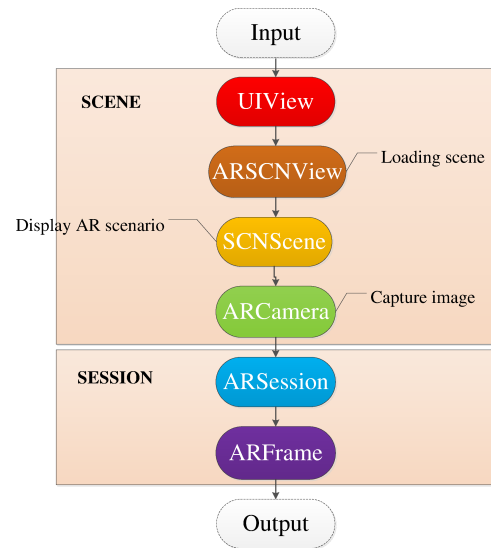 Input
SCENE
UIView
ARSCNView
Loading scene
Display AR scenario
SCNScene
ARCamera
Capture image
SESSION
ARSession
ARFrame
Output